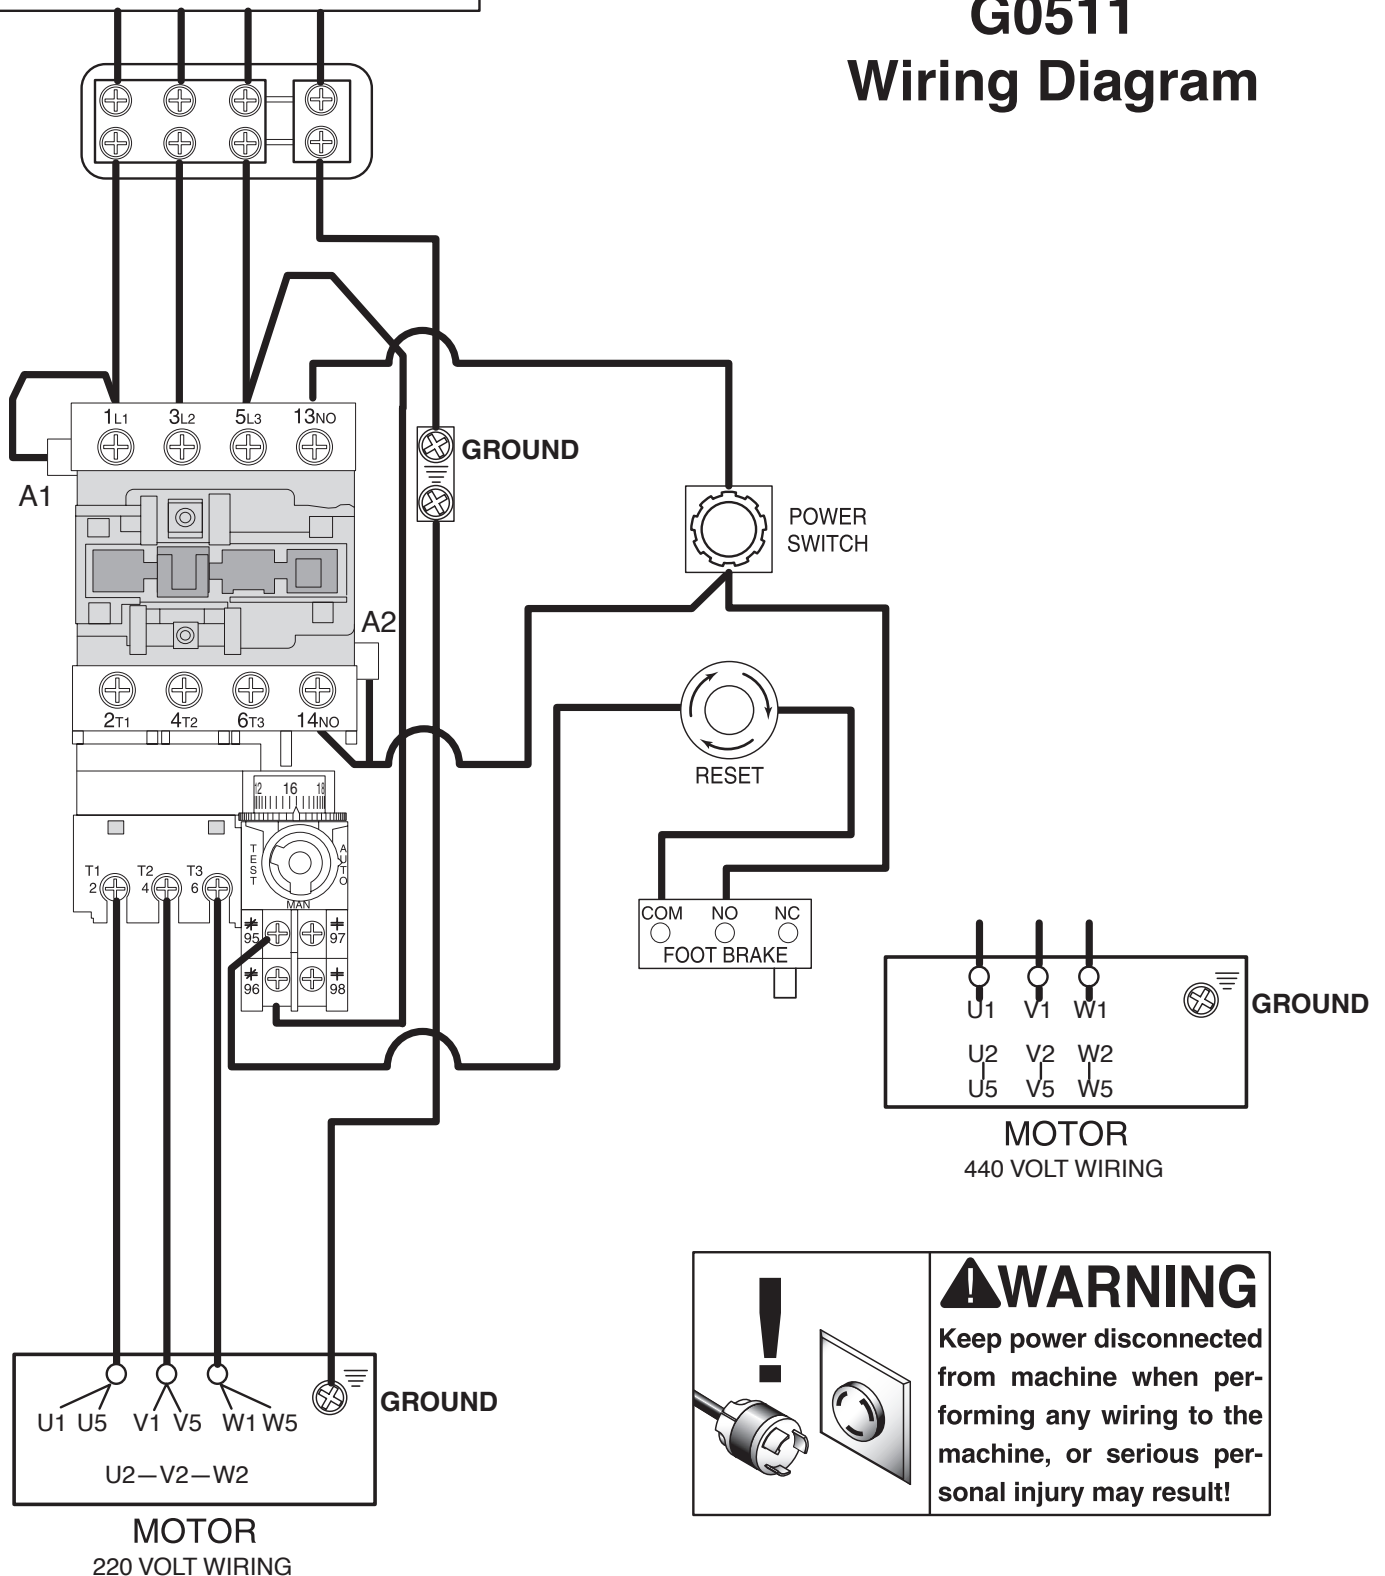 G0511
Wiring Diagram
1L1 3L2 5L3 13NO
A1
GROUND
POWER
SWITCH
A2
2T1 4T2 6T3 14NO
RESET
12 16 18
TEST
AUTO
MAN
T1 T2 T3
2 4 6
95 97
96 98
COM NO NC
FOOT BRAKE
U1 V1 W1
GROUND
U2 V2 W2
U5 V5 W5
MOTOR
440 VOLT WIRING
! WARNING
Keep power disconnected
from machine when per-
forming any wiring to the
machine, or serious per-
sonal injury may result!
GROUND
U1 U5 V1 V5 W1 W5
U2—V2—W2
MOTOR
220 VOLT WIRING